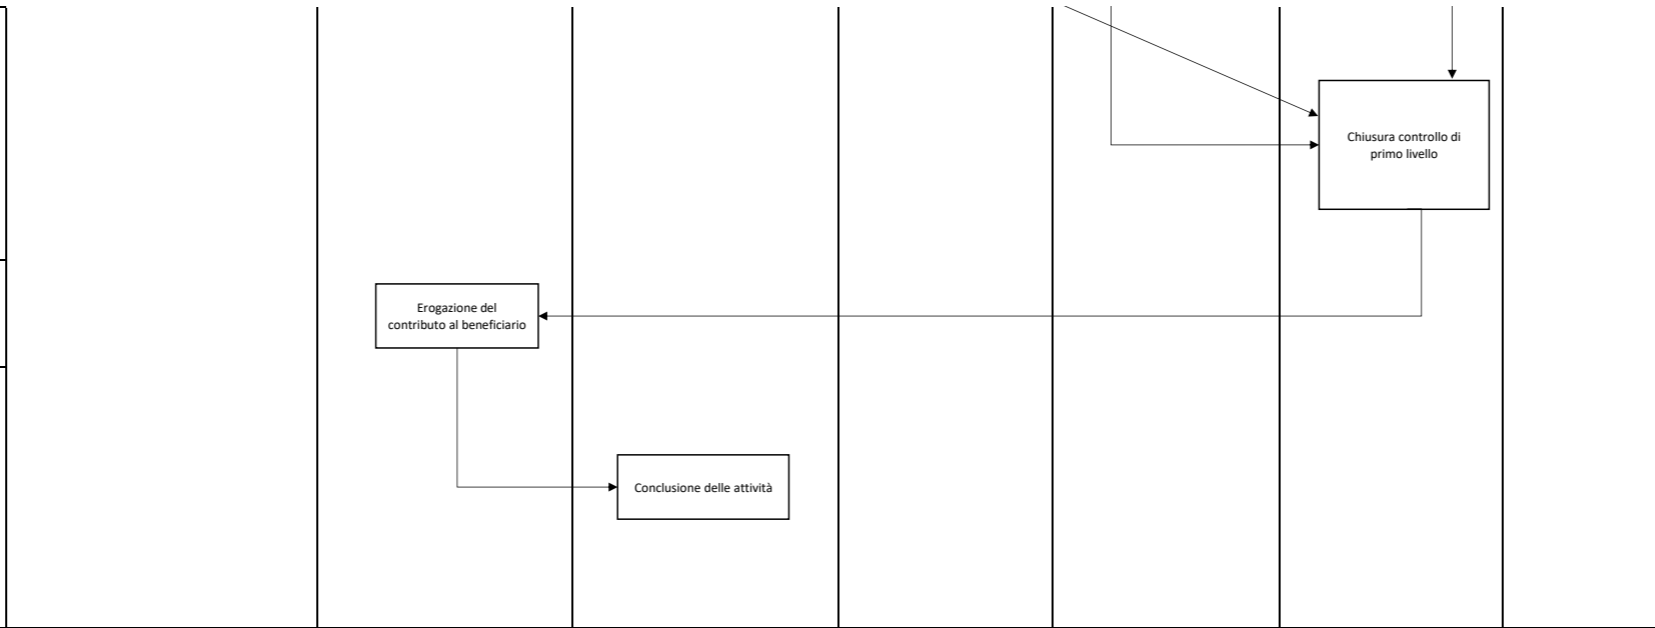 Chiusura controllo di
primo livello
Erogazione del
contributo al beneficiario
Conclusione delle attività